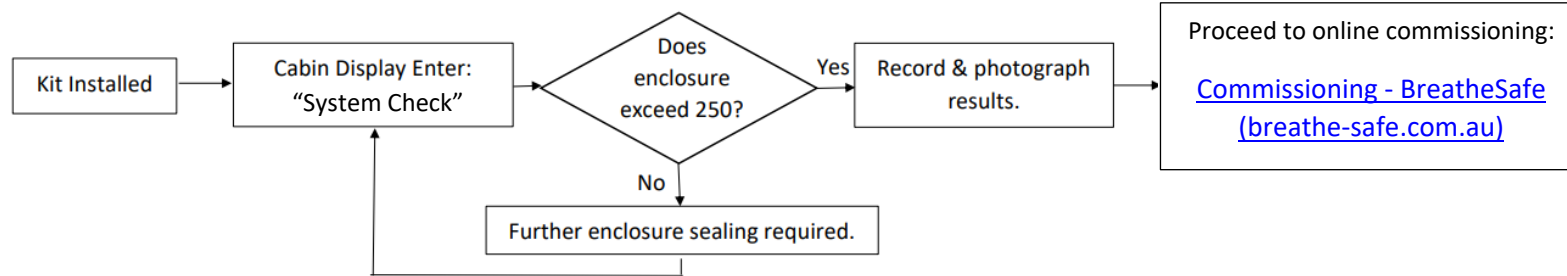 Kit Installed
Cabin Display Enter:
“System Check”
Does
enclosure
exceed 250?
Yes
Record & photograph
results.
Proceed to online commissioning:
Commissioning - BreatheSafe
(breathe-safe.com.au)
No
Further enclosure sealing required.